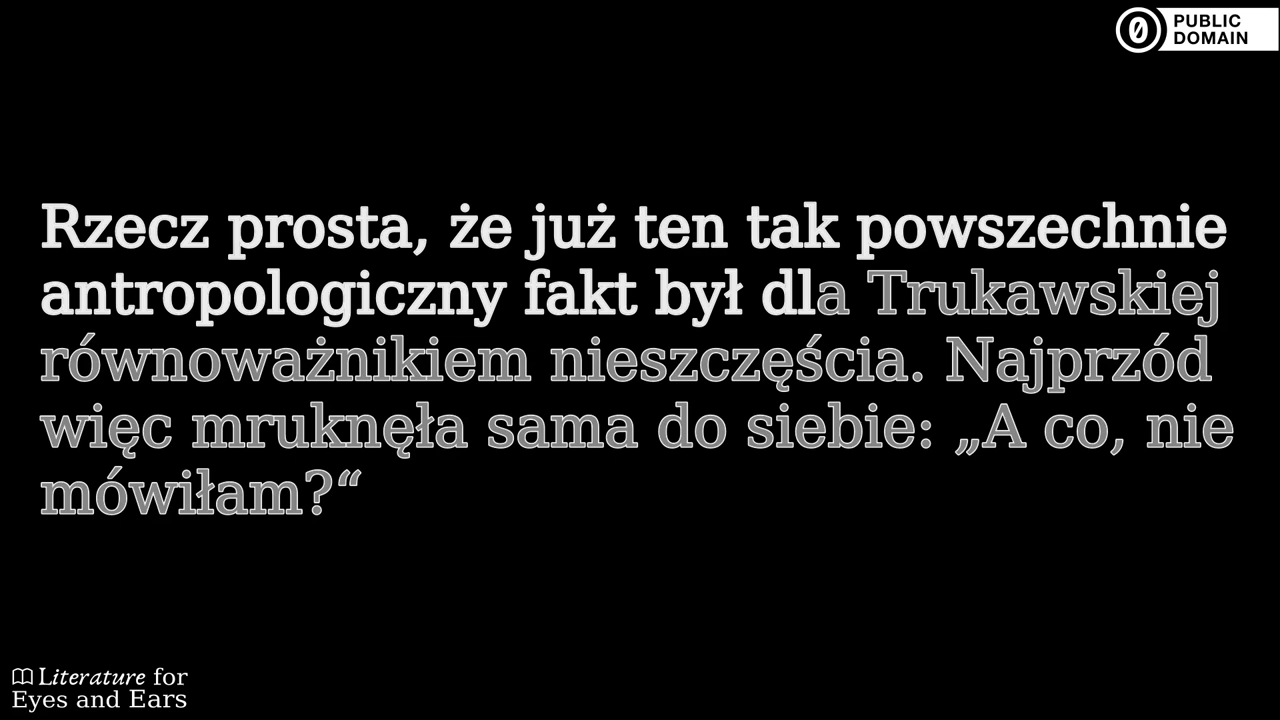 PUBLIC
DOMAIN
Rzecz prosta, że już ten tak powszechnie
antropologiczny fakt był dla Trukawskiej
równoważnikiem nieszczęścia. Najprzód
więc mruknęła sama do siebie: „A co, nie
mówiłam?“
Literature for
Eyes and Ears